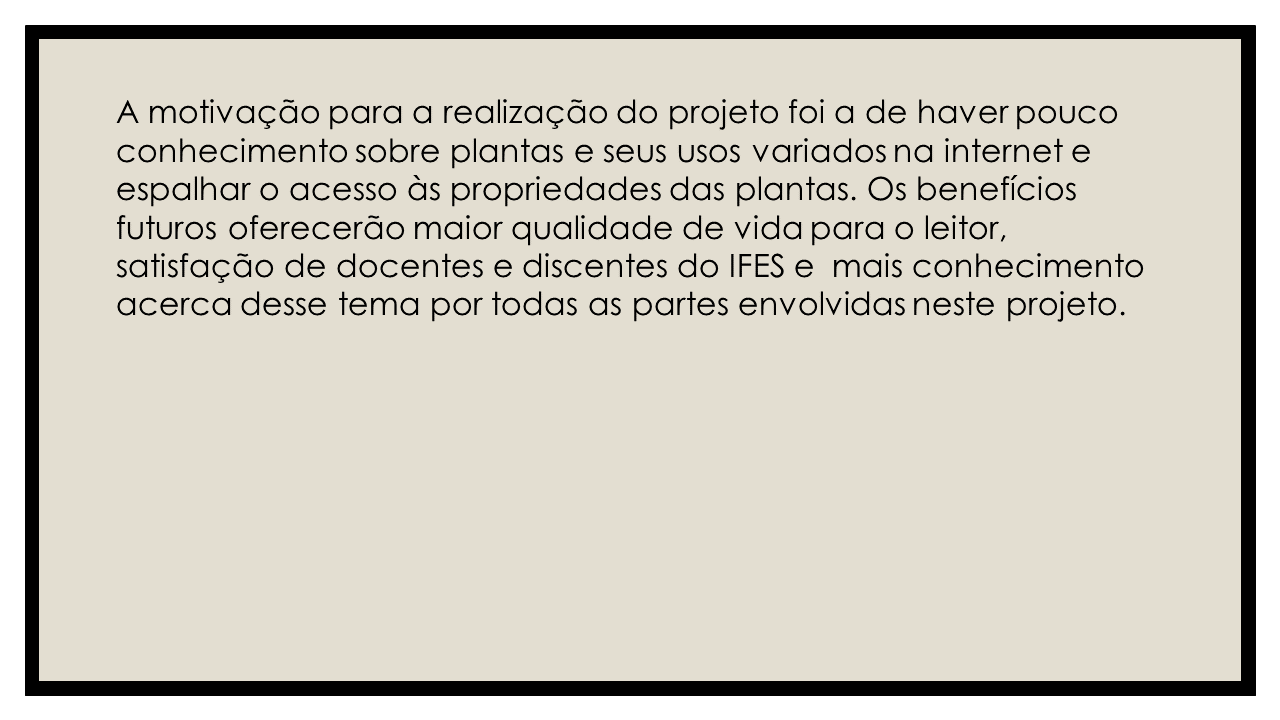 A motivação para a realização do projeto foi a de haver pouco
conhecimento sobre plantas e seus usos variados na internet e
espalhar o acesso às propriedades das plantas. Os benefícios
futuros oferecerão maior qualidade de vida para o leitor,
satisfação de docentes e discentes do IFES e  mais conhecimento
acerca desse tema por todas as partes envolvidas neste projeto.